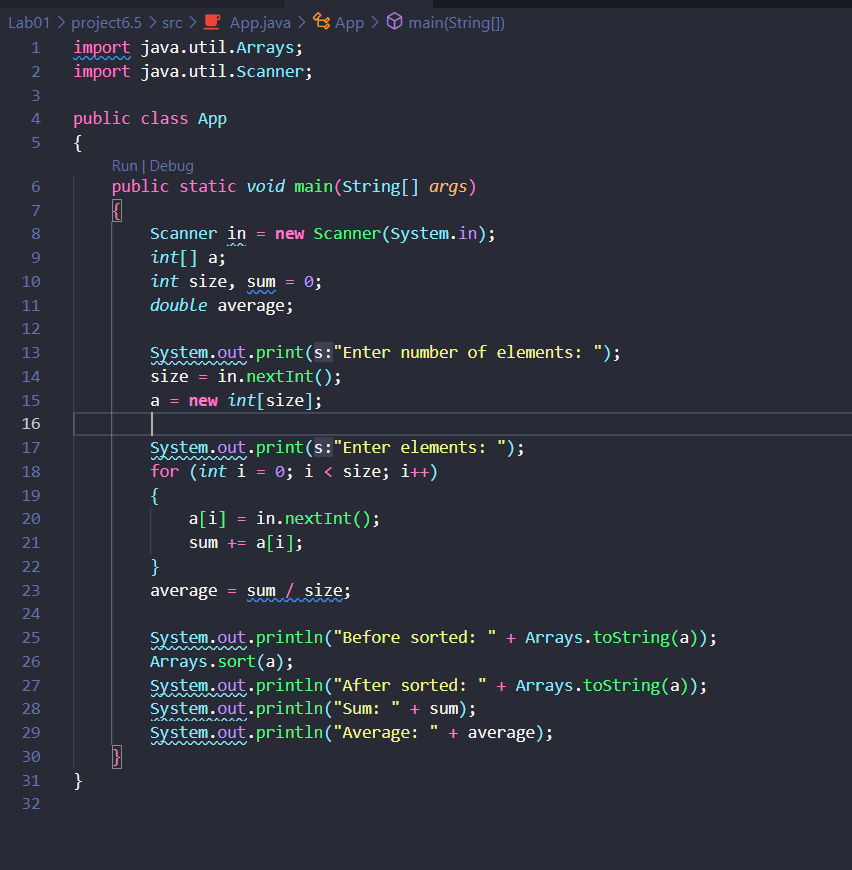 Lab01 > project6.5 > src > App.java > App > main(String[])
1 import java.util.Arrays;
2 import java.util.Scanner;
3
4 public class App
5 {
Run | Debug
6 public static void main(String[] args)
7 {
8 Scanner in = new Scanner(System.in);
9 int[] a;
10 int size, sum = 0;
11 double average;
12
13 System.out.print(s:"Enter number of elements: ");
14 size = in.nextInt();
15 a = new int[size];
16
17 System.out.print(s:"Enter elements: ");
18 for (int i = 0; i < size; i++)
19 {
20 a[i] = in.nextInt();
21 sum += a[i];
22 }
23 average = sum / size;
24
25 System.out.println("Before sorted: " + Arrays.toString(a));
26 Arrays.sort(a);
27 System.out.println("After sorted: " + Arrays.toString(a));
28 System.out.println("Sum: " + sum);
29 System.out.println("Average: " + average);
30 }
31 }
32